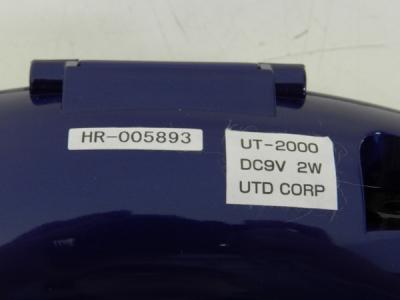 HR-005893
UT-2000
DC9V 2W
UTD CORP